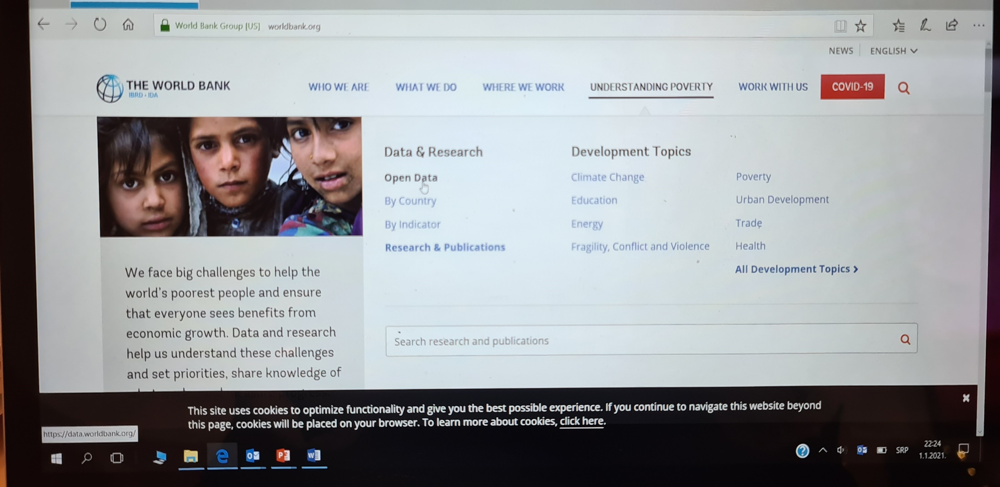 World Bank Group [US] worldbank.org
NEWS
ENGLISH
THE WORLD BANK
IBRD • IDA
WHO WE ARE
WHAT WE DO
WHERE WE WORK
UNDERSTANDING POVERTY
WORK WITH US
COVID-19
Data & Research
Open Data
By Country
By Indicator
Research & Publications
Development Topics
Climate Change
Education
Energy
Fragility, Conflict and Violence
Poverty
Urban Development
Trade
Health
All Development Topics >
We face big challenges to help the
world's poorest people and ensure
that everyone sees benefits from
economic growth. Data and research
help us understand these challenges
and set priorities, share knowledge of
Search research and publications
This site uses cookies to optimize functionality and give you the best possible experience. If you continue to navigate this website beyond
this page, cookies will be placed on your browser. To learn more about cookies, click here.
https://data.worldbank.org/
SRP
22:24
1.1.2021.